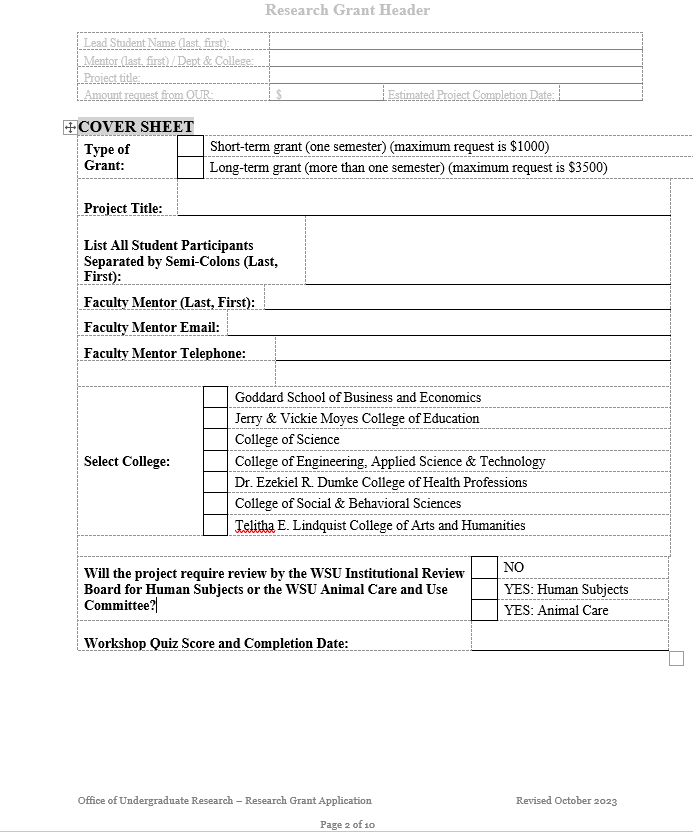 Research Grant Header
Lead Student Name (last, first):
Mentor (last, first) / Dept & College:
Project title:
Amount request from OUR: $ Estimated Project Completion Date:
COVER SHEET
Type of
Grant:
Short-term grant (one semester) (maximum request is $1000)
Long-term grant (more than one semester) (maximum request is $3500)
Project Title:
List All Student Participants
Separated by Semi-Colons (Last,
First):
Faculty Mentor (Last, First):
Faculty Mentor Email:
Faculty Mentor Telephone:
Select College:
Goddard School of Business and Economics
Jerry & Vickie Moyes College of Education
College of Science
College of Engineering, Applied Science & Technology
Dr. Ezekiel R. Dumke College of Health Professions
College of Social & Behavioral Sciences
Telitha E. Lindquist College of Arts and Humanities
Will the project require review by the WSU Institutional Review
Board for Human Subjects or the WSU Animal Care and Use
Committee?
NO
YES: Human Subjects
YES: Animal Care
Workshop Quiz Score and Completion Date:
Office of Undergraduate Research – Research Grant Application Revised October 2023
Page 2 of 10